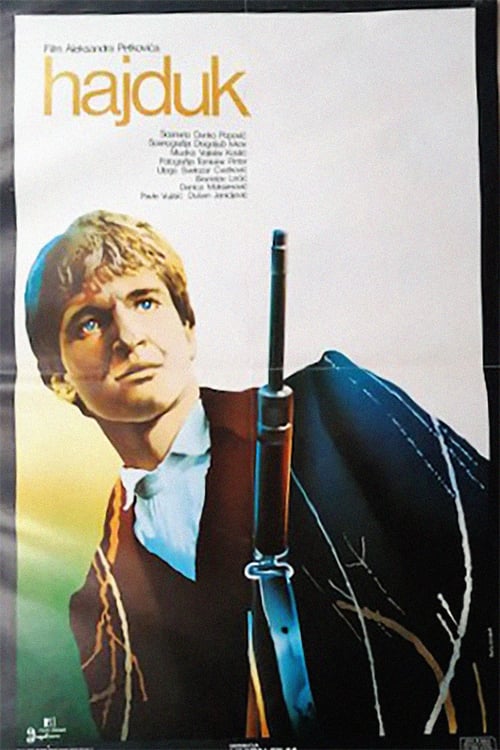 Film Aleksandra Petkovića
hajduk
Scenario Danko Popović
Scenografija Dragoljub Ivkov
Muzika Vojislav Kostić
Fotografija Tomislav Pinter
Uloge Svetozar Cvetković
Branislav Lečić
Danica Maksimović
Pavle Vuisić Dušan Janićijević